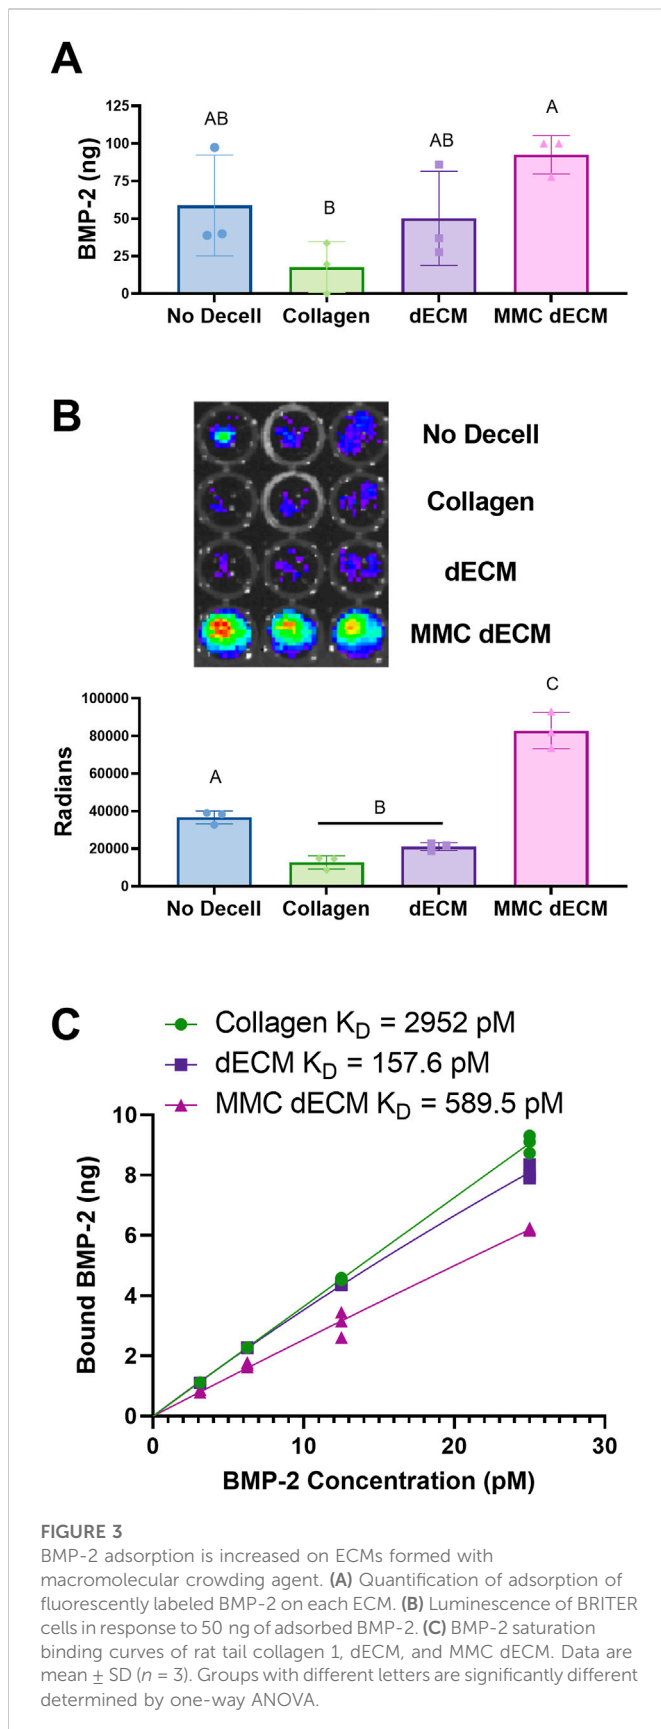 A
BMP-2 (ng)
125
100
75
50
25
0
AB
B
AB
A
No Decell
Collagen
dECM
MMC dECM
B
No Decell
Collagen
dECM
MMC dECM
Radians
100000
80000
60000
40000
20000
0
A
B
C
No Decell
Collagen
dECM
MMC dECM
C
Collagen KD = 2952 pM
dECM KD = 157.6 pM
MMC dECM KD = 589.5 pM
Bound BMP-2 (ng)
10
8
6
4
2
0
0
10
20
30
BMP-2 Concentration (pM)
FIGURE 3
BMP-2 adsorption is increased on ECMs formed with
macromolecular crowding agent. (A) Quantification of adsorption of
fluorescently labeled BMP-2 on each ECM. (B) Luminescence of BRITER
cells in response to 50 ng of adsorbed BMP-2. (C) BMP-2 saturation
binding curves of rat tail collagen 1, dECM, and MMC dECM. Data are
mean ± SD (n = 3). Groups with different letters are significantly different
determined by one-way ANOVA.